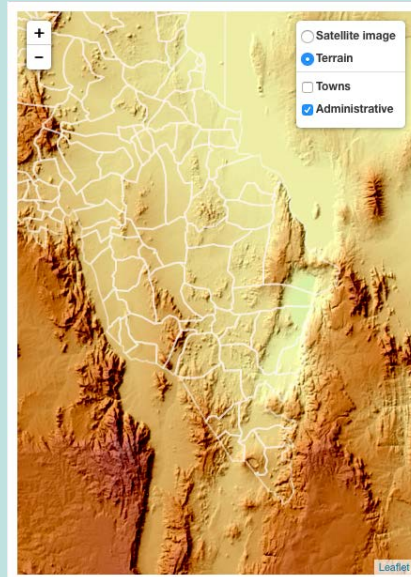 +
−
Satellite image
Terrain
Towns
Administrative
Leaflet